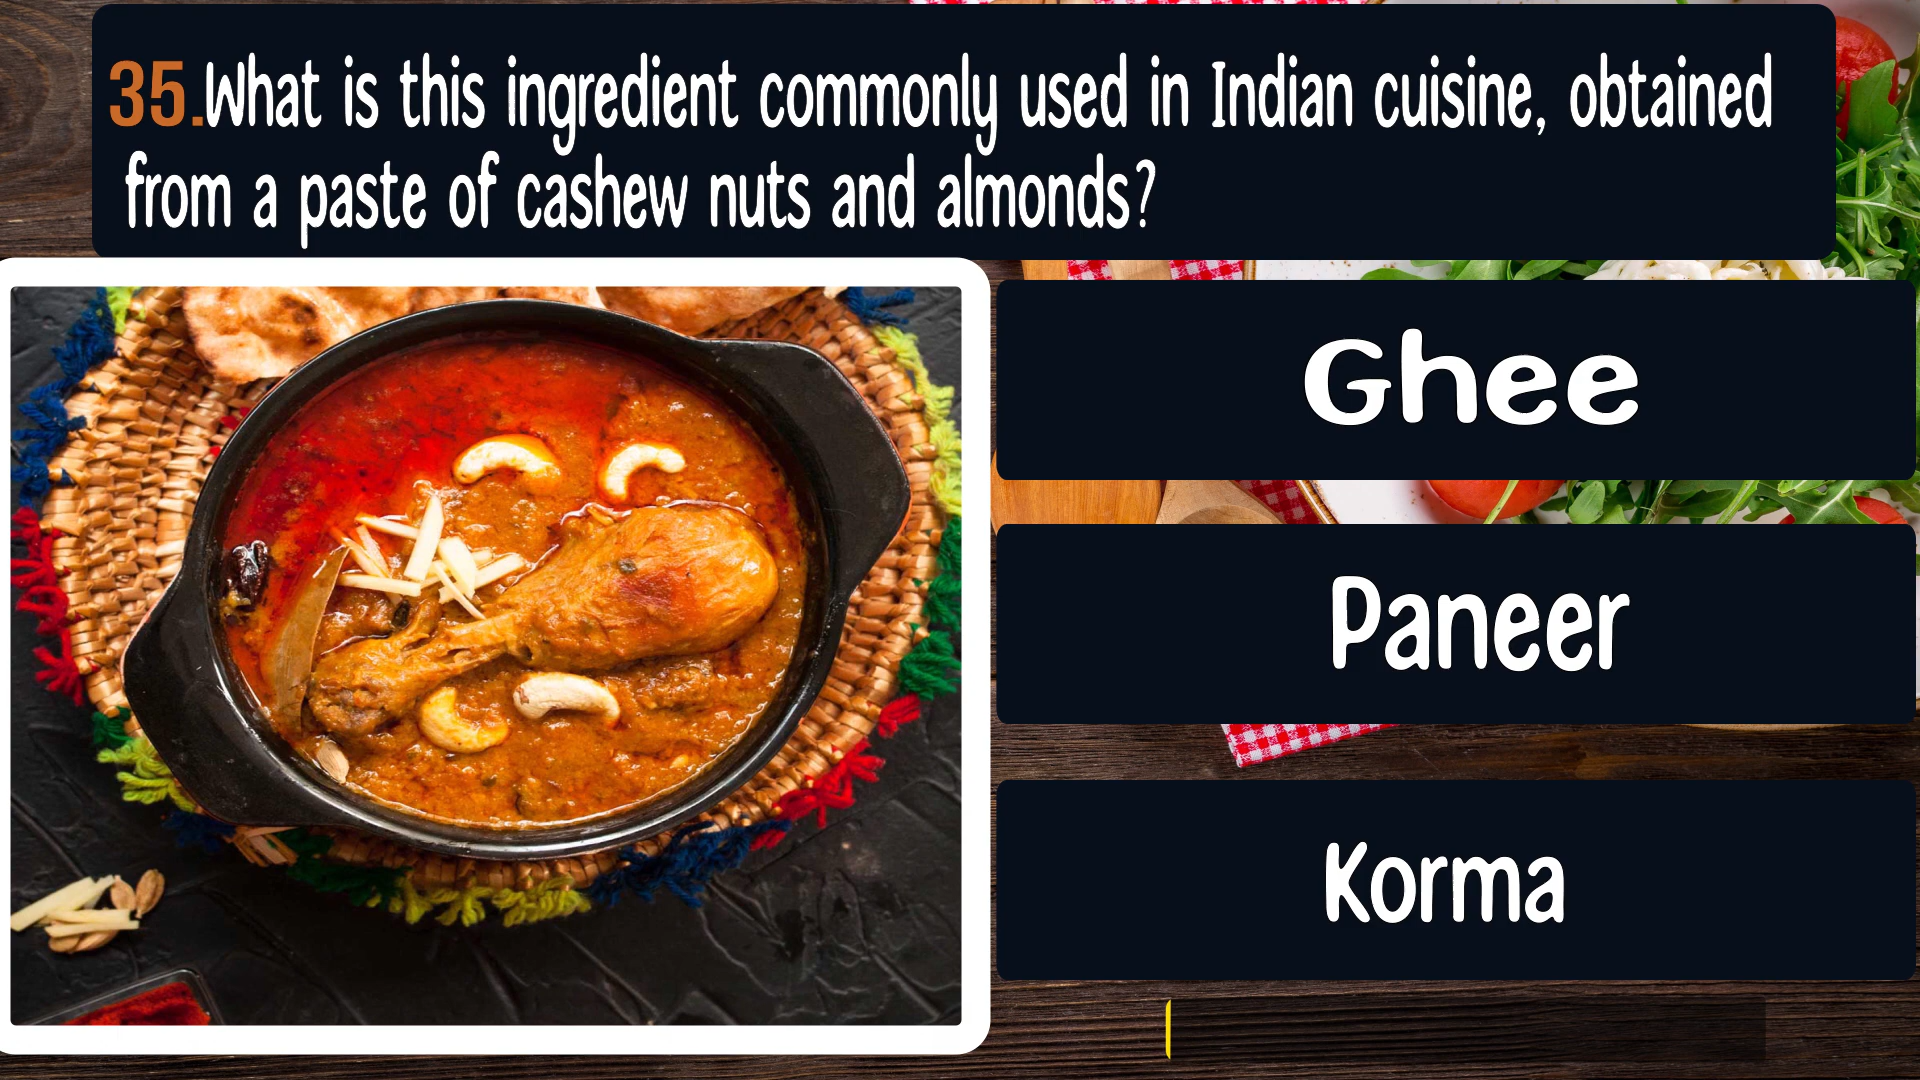 35.What is this ingredient commonly used in Indian cuisine, obtained
from a paste of cashew nuts and almonds?
Ghee
Paneer
Korma